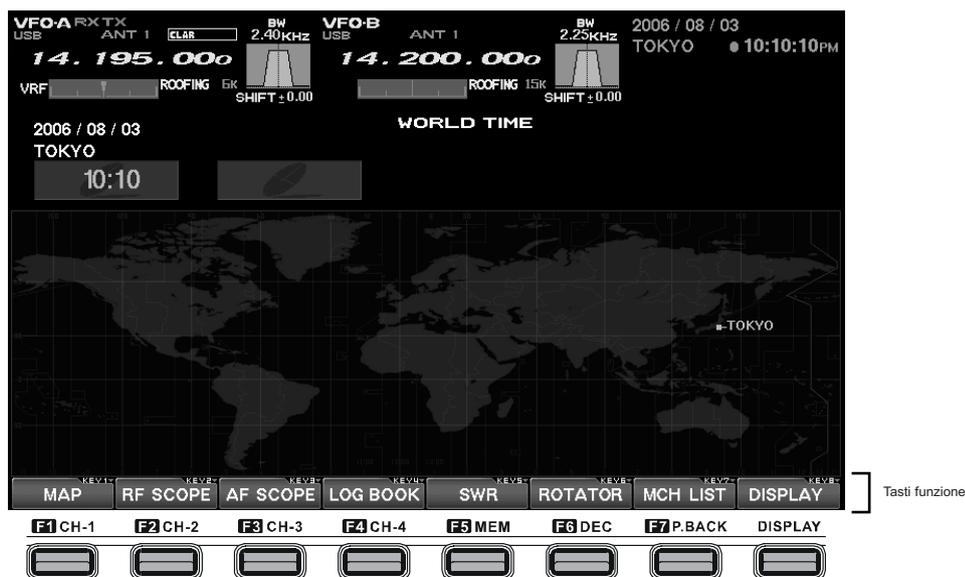 VFO-A RX TX
USB ANT 1 CLAR
14.195.00o
VRF
ROOFING 6K
BW
2.40KHz
SHIFT±0.00
VFO-B
USB ANT 1
14.200.00o
ROOFING 15K
BW
2.25KHz
SHIFT±0.00
2006 / 08 / 03
TOKYO 10:10:10PM
WORLD TIME
2006 / 08 / 03
TOKYO
10:10
TOKYO
KEY1 KEY2 KEY3 KEY4 KEY5 KEY6 KEY7 KEY8
MAP RF SCOPE AF SCOPE LOG BOOK SWR ROTATOR MCH LIST DISPLAY
Tasti funzione
F1 CH-1 F2 CH-2 F3 CH-3 F4 CH-4 F5 MEM F6 DEC F7 P.BACK DISPLAY